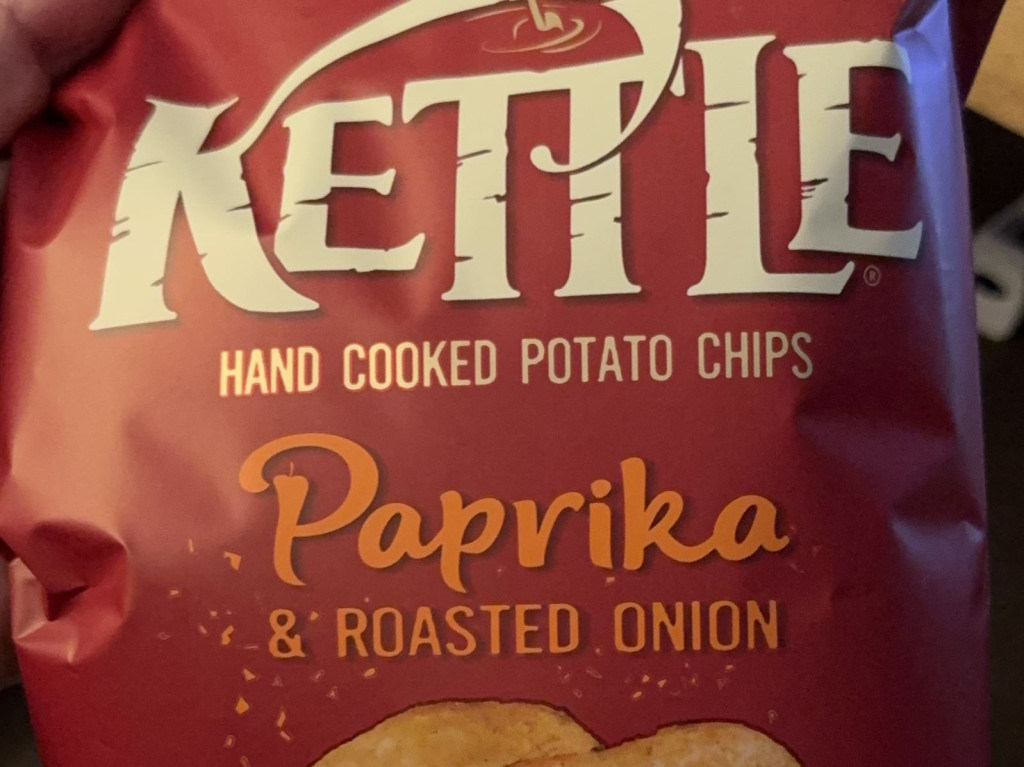 KETTLE®
HAND COOKED POTATO CHIPS
Paprika
& ROASTED ONION